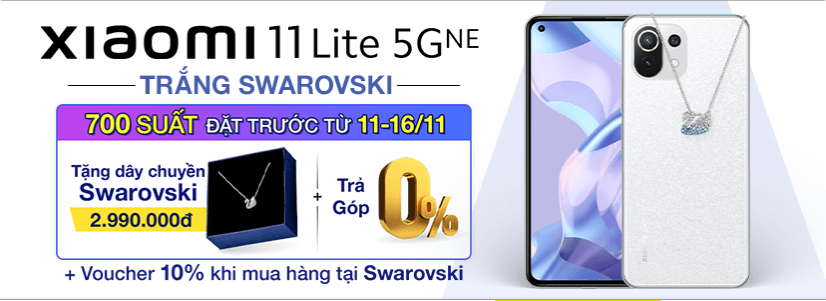 XIAOMI 11 Lite 5G NE
TRẮNG SWAROVSKI
700 SUẤT ĐẶT TRƯỚC TỪ 11-16/11
Tặng dây chuyền
Swarovski
2.990.000đ
+
Trả
Góp
0%
+ Voucher 10% khi mua hàng tại Swarovski